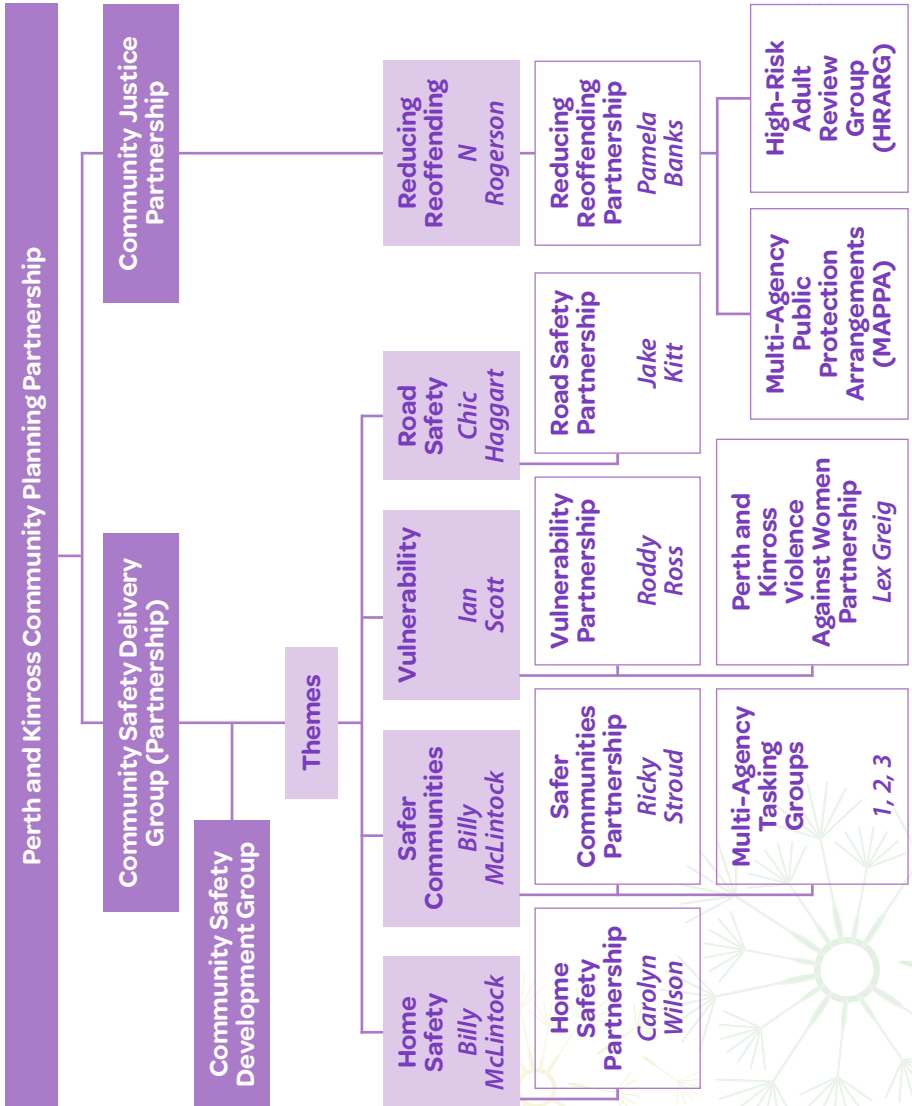 Perth and Kinross Community Planning Partnership
Community Safety Delivery
Group (Partnership)
Community Justice
Partnership
Community Safety
Development Group
Themes
Home
Safety
Billy
McLintock
Safer
Communities
Billy
McLintock
Vulnerability
Ian
Scott
Road
Safety
Chic
Haggart
Reducing
Reoffending
N
Rogerson
Home
Safety
Partnership
Carolyn
Wilson
Safer
Communities
Partnership
Ricky
Stroud
Vulnerability
Partnership
Roddy
Ross
Road Safety
Partnership
Jake
Kitt
Reducing
Reoffending
Partnership
Pamela
Banks
Multi-Agency
Tasking
Groups
1, 2, 3
Perth and
Kinross
Violence
Against Women
Partnership
Lex Greig
Multi-Agency
Public
Protection
Arrangements
(MAPPA)
High-Risk
Adult
Review
Group
(HRARG)